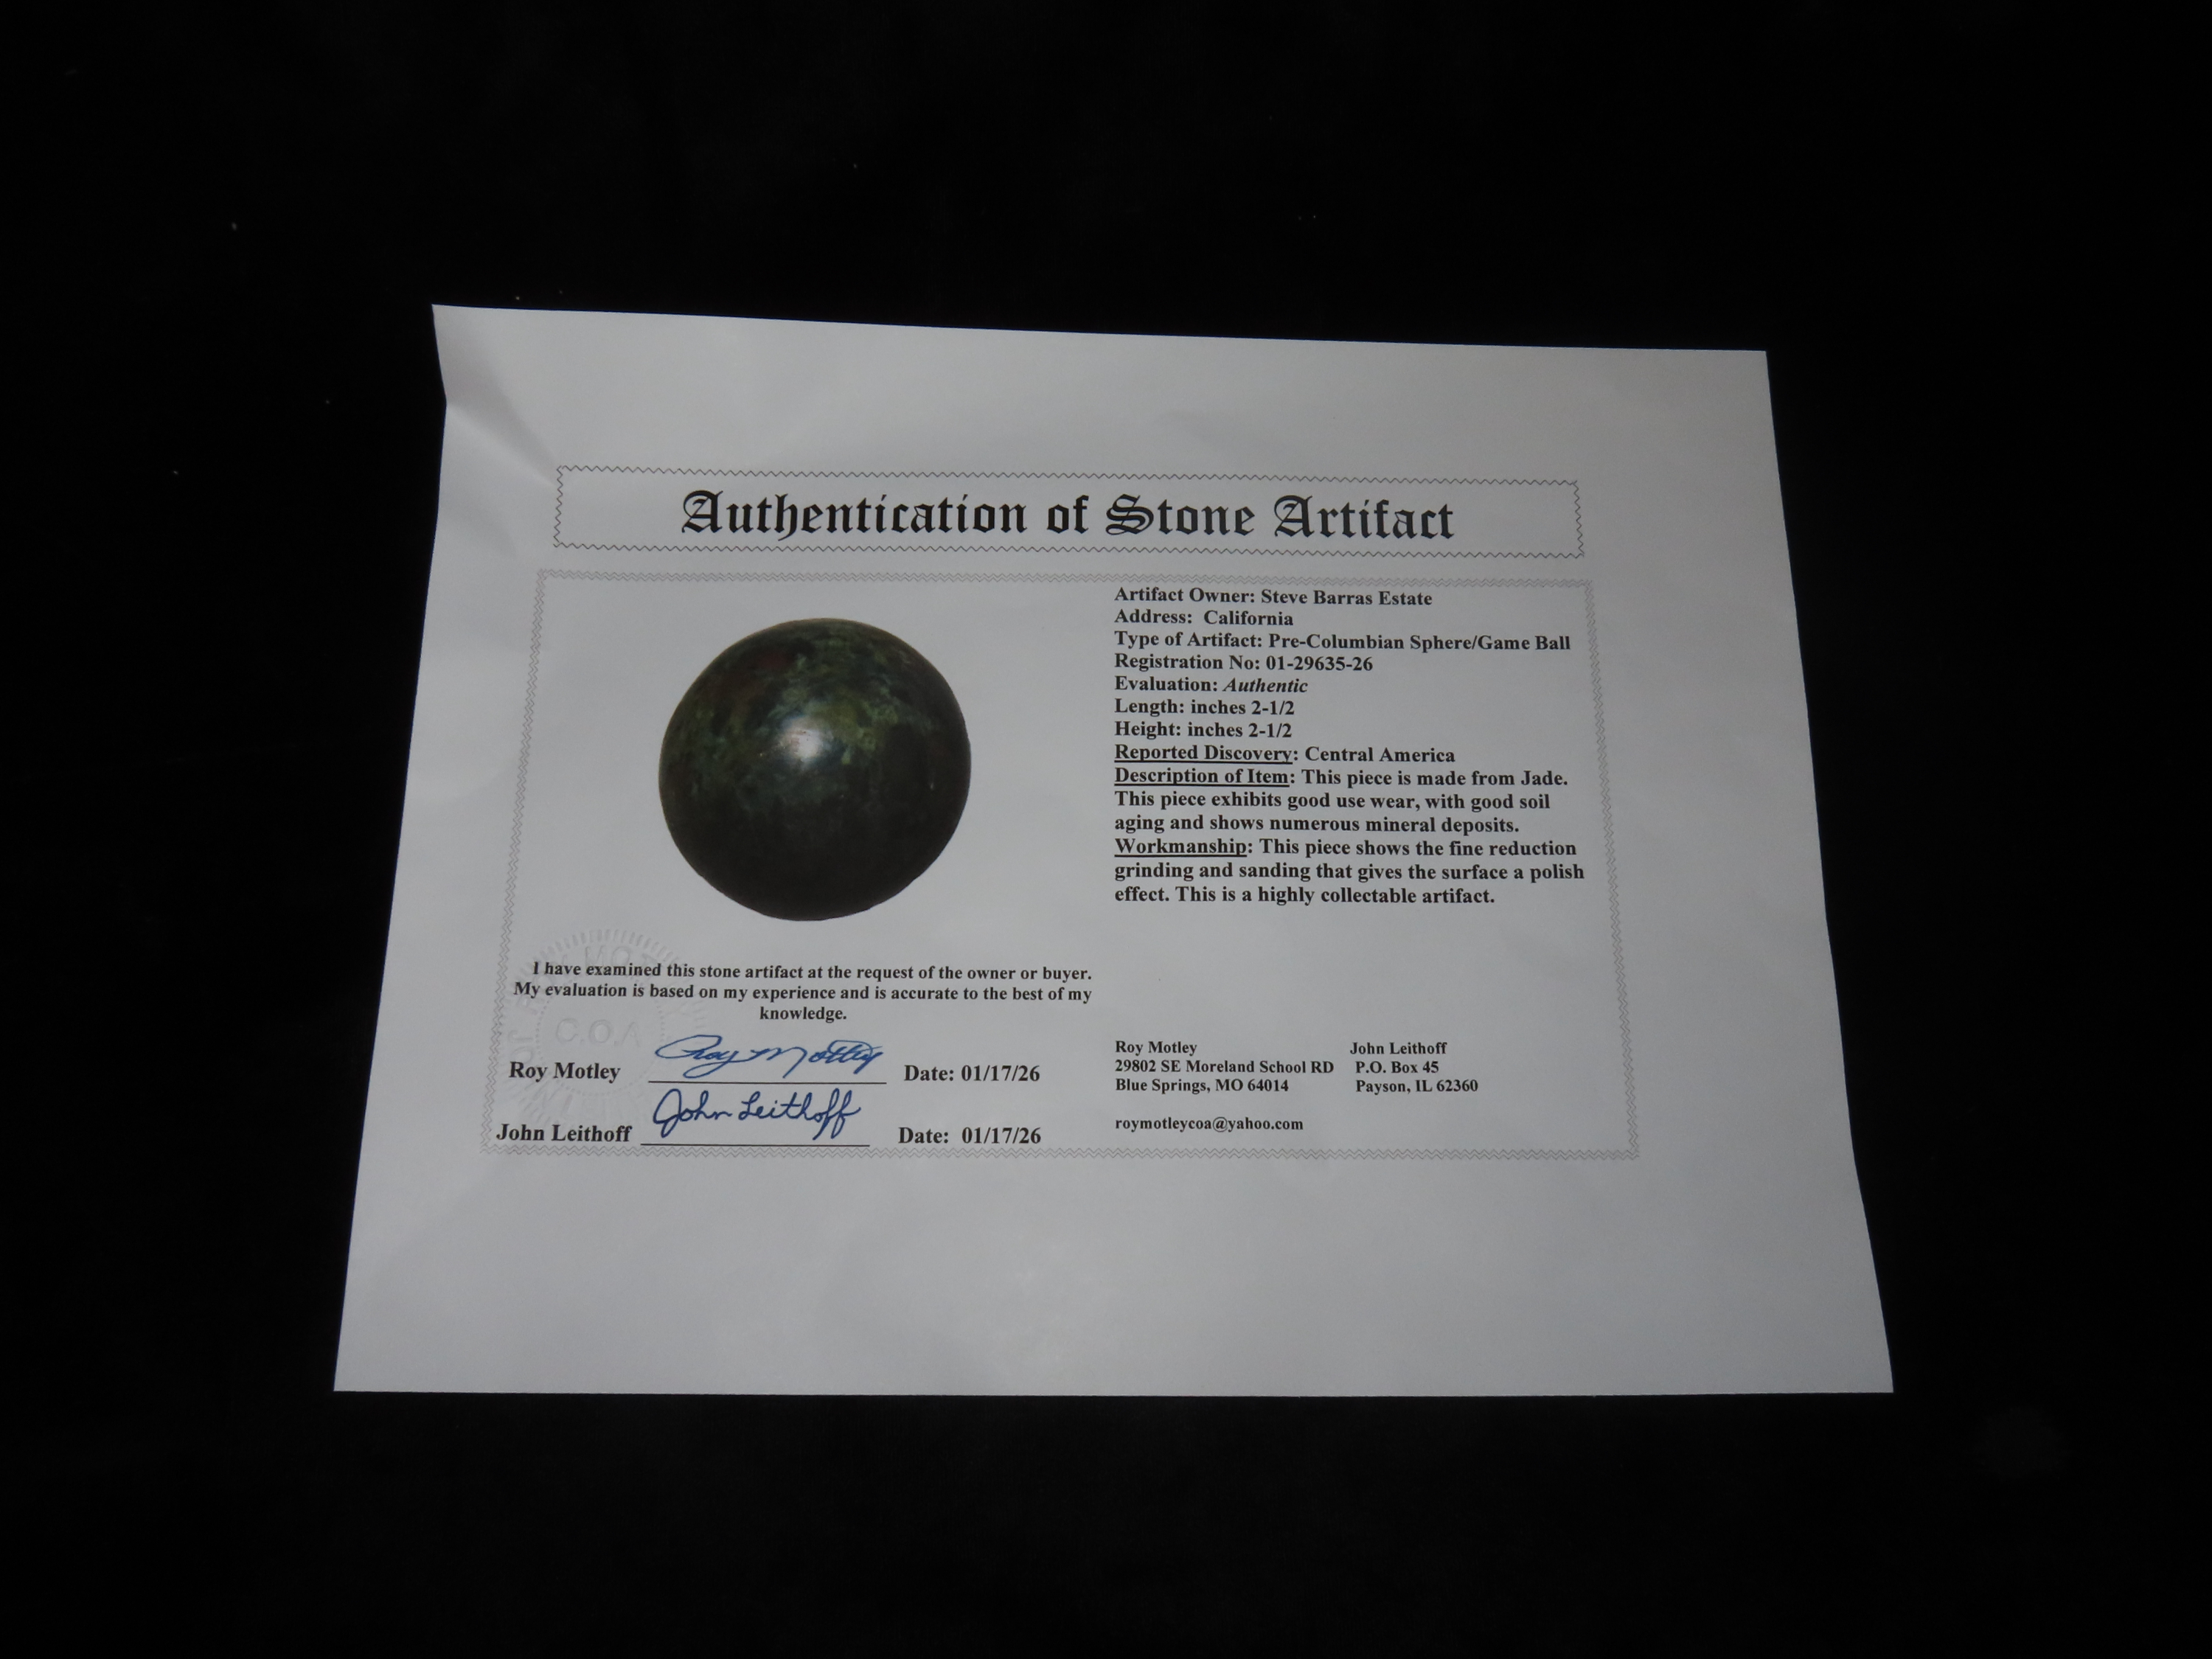 Authentication of Stone Artifact
Artifact Owner: Steve Barras Estate
Address: California
Type of Artifact: Pre-Columbian Sphere/Game Ball
Registration No: 01-29635-26
Evaluation: Authentic
Length: inches 2-1/2
Height: inches 2-1/2
Reported Discovery: Central America
Description of Item: This piece is made from Jade.
This piece exhibits good use wear, with good soil
aging and shows numerous mineral deposits.
Workmanship: This piece shows the fine reduction
grinding and sanding that gives the surface a polish
effect. This is a highly collectable artifact.
I have examined this stone artifact at the request of the owner or buyer.
My evaluation is based on my experience and is accurate to the best of my
knowledge.
C.O.A
Roy Motley Roy Motley Date: 01/17/26
John Leithoff John Leithoff Date: 01/17/26
Roy Motley John Leithoff
29802 SE Moreland School RD P.O. Box 45
Blue Springs, MO 64014 Payson, IL 62360
roymotleycoa@yahoo.com